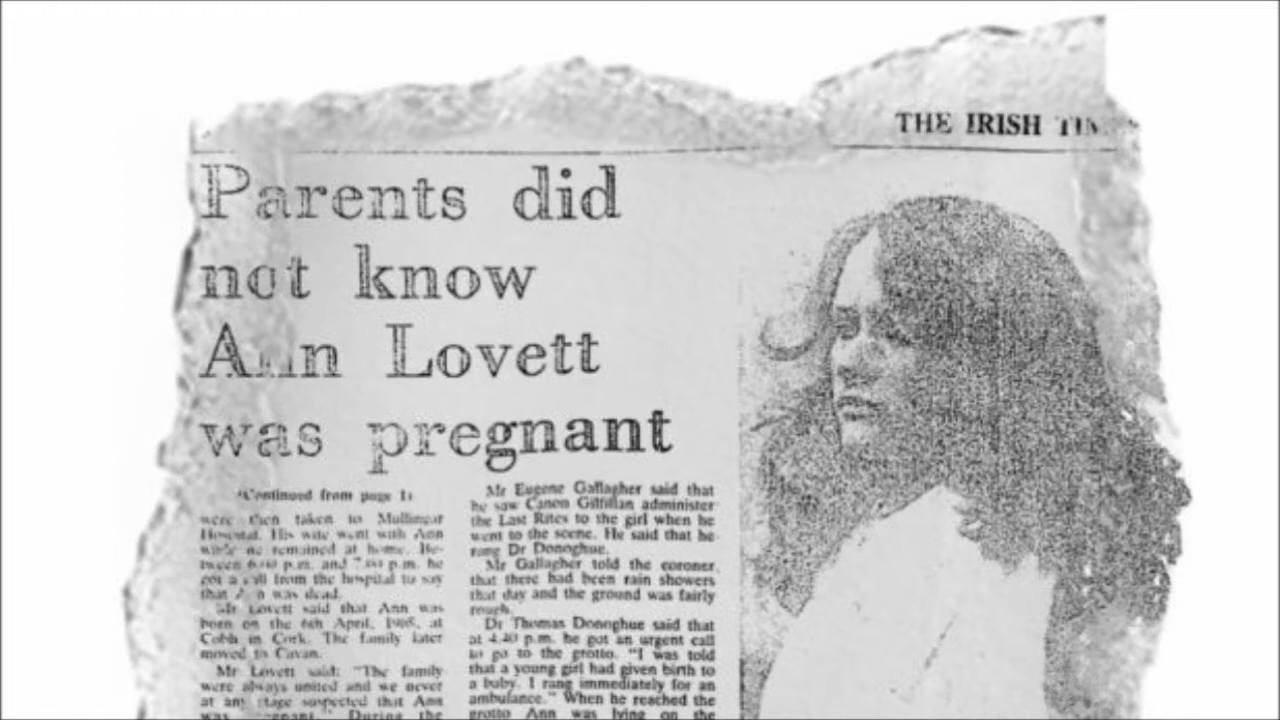 THE IRISH
Parents did
not know
Ann Lovett
was pregnant
Continued from page 1
were then taken to Mullingar
Hospital. His wife went with Ann
while he remained at home. Be-
tween 6.00 p.m. and 7.00 p.m. he
got a call from the hospital to say
that Ann was dead.
Mr Lovett said that Ann was
born on the 6th April, 1968, at
Cobh in Cork. The family later
moved to Cavan.
Mr Lovett said: "The family
were always united and we never
at any stage suspected that Ann
was pregnant." During the
Mr Eugene Gallagher said that
he saw Canon Gilfillan administer
the Last Rites to the girl when he
went to the scene. He said that he
rang Dr Donoghue.
Mr Gallagher told the coroner
that there had been rain showers
that day and the ground was fairly
rough.
Dr Thomas Donoghue said that
at 4.40 p.m. he got an urgent call
to go to the grotto. "I was told
that a young girl had given birth to
a baby. I rang immediately for an
ambulance." When he reached the
grotto Ann was lying on the